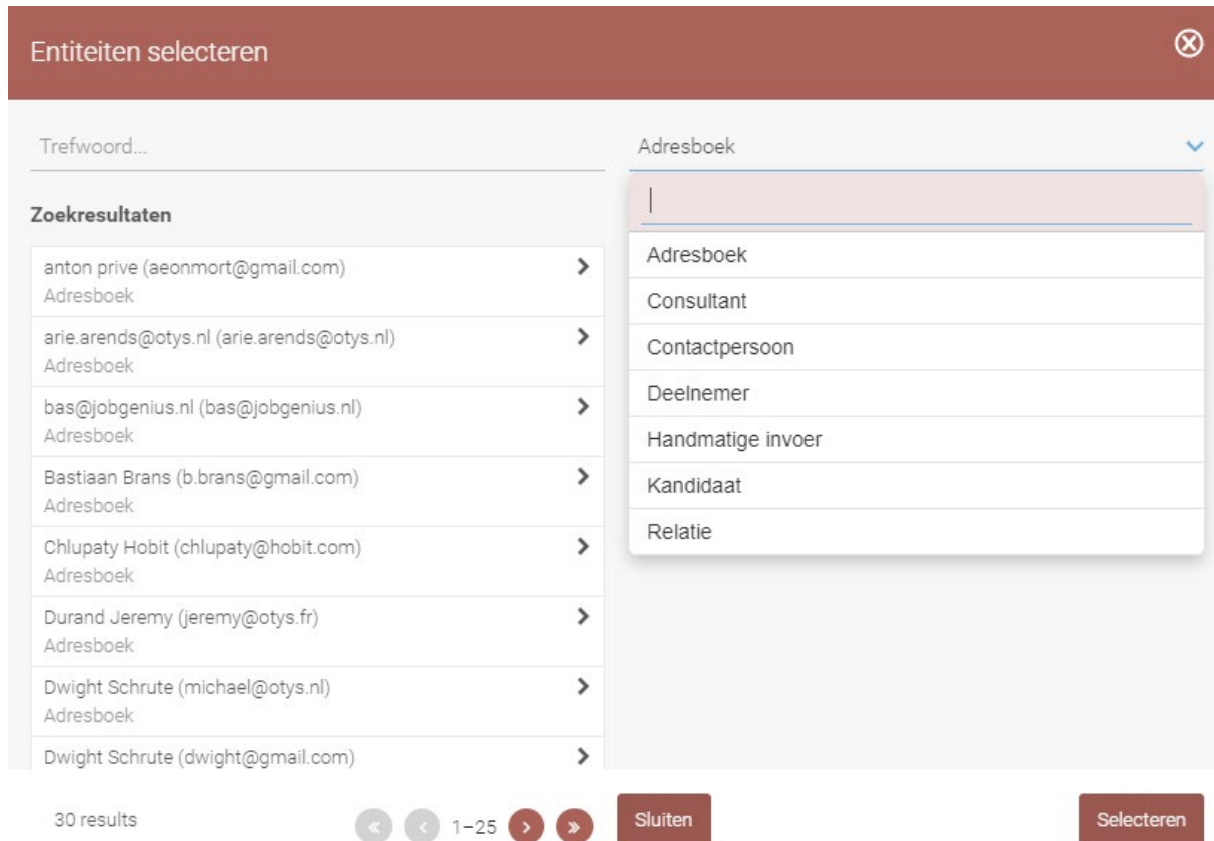 Entiteiten selecteren
Trefwoord...
Adresboek
Zoekresultaten
anton prive (aeonmort@gmail.com)
Adresboek
arie.arends@otys.nl (arie.arends@otys.nl)
Adresboek
bas@jobgenius.nl (bas@jobgenius.nl)
Adresboek
Bastiaan Brans (b.brans@gmail.com)
Adresboek
Chlupaty Hobit (chlupaty@hobit.com)
Adresboek
Durand Jeremy (jeremy@otys.fr)
Adresboek
Dwight Schrute (michael@otys.nl)
Adresboek
Dwight Schrute (dwight@gmail.com)
Adresboek
Consultant
Contactpersoon
Deelnemer
Handmatige invoer
Kandidaat
Relatie
30 results
1–25
Sluiten
Selecteren